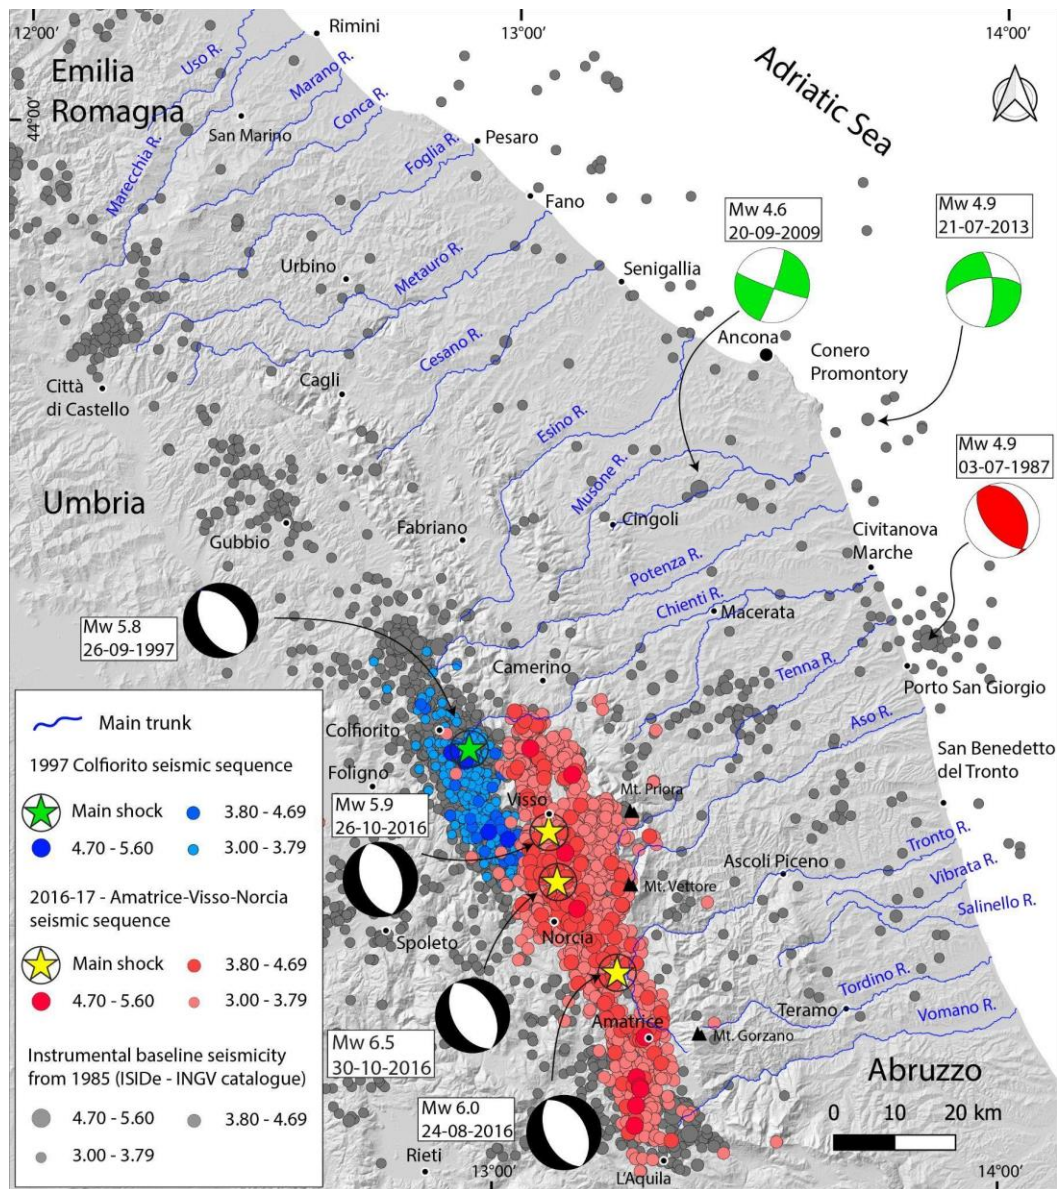 12°00’
13°00’
14°00’
Rimini
Uso R.
Emilia
Romagna
Marano R.
Adriatic Sea
44°00’
San Marino
Conca R.
Marecchia R.
Foglia R.
Pesaro
Fano
Mw 4.6
20-09-2009
Mw 4.9
21-07-2013
Urbino
Metauro R.
Senigallia
Ancona
Conero
Promontory
Cesano R.
Città
di Castello
Cagli
Esino R.
Musone R.
Mw 4.9
03-07-1987
Umbria
Gubbio
Fabriano
Cingoli
Civitanova
Marche
Potenza R.
Chienti R.
Macerata
Mw 5.8
26-09-1997
Camerino
Tenna R.
Porto San Giorgio
Aso R.
Colfiorito
San Benedetto
del Tronto
Foligno
Mt. Priora
Visso
Mw 5.9
26-10-2016
Tronto R.
Ascoli Piceno
Vibrata R.
Mt. Vettore
Salinello R.
Spoleto
Norcia
Tordino R.
Amatrice
Teramo
Vomano R.
Mt. Gorzano
Mw 6.5
30-10-2016
Abruzzo
Mw 6.0
24-08-2016
0 10 20 km
Rieti
L'Aquila
13°00’
14°00’
Main trunk
1997 Colfiorito seismic sequence
Main shock
3.80 - 4.69
4.70 - 5.60
3.00 - 3.79
2016-17 - Amatrice-Visso-Norcia
seismic sequence
Main shock
3.80 - 4.69
4.70 - 5.60
3.00 - 3.79
Instrumental baseline seismicity
from 1985 (ISIDe - INGV catalogue)
4.70 - 5.60
3.80 - 4.69
3.00 - 3.79